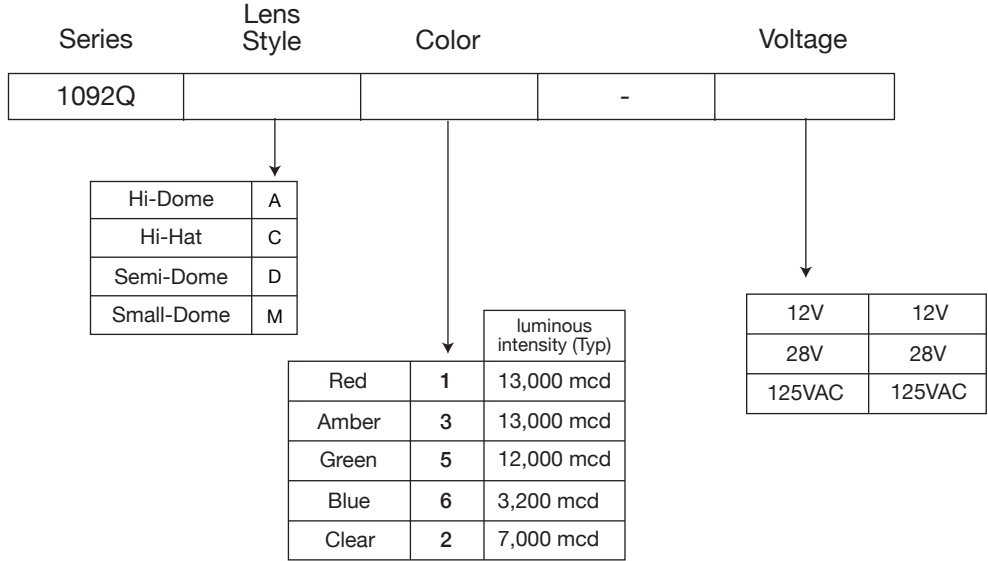 Series Lens Style Color Voltage
1092Q -
Hi-Dome A
Hi-Hat C
Semi-Dome D
Small-Dome M
luminous
intensity (Typ)
Red 1 13,000 mcd
Amber 3 13,000 mcd
Green 5 12,000 mcd
Blue 6 3,200 mcd
Clear 2 7,000 mcd
12V 12V
28V 28V
125VAC 125VAC